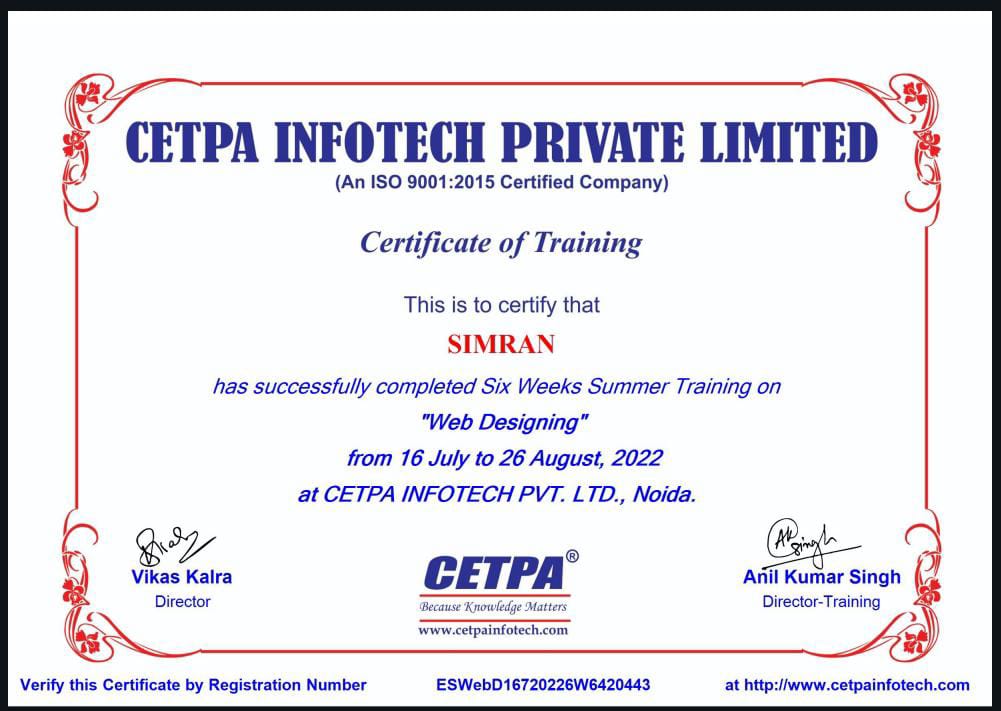 CETPA INFOTECH PRIVATE LIMITED
(An ISO 9001:2015 Certified Company)
Certificate of Training
This is to certify that
SIMRAN
has successfully completed Six Weeks Summer Training on
"Web Designing"
from 16 July to 26 August, 2022
at CETPA INFOTECH PVT. LTD., Noida.
Vikas Kalra
Director
CETPA®
Because Knowledge Matters
www.cetpainfotech.com
AKSingh
Anil Kumar Singh
Director-Training
Verify this Certificate by Registration Number ESWebD16720226W6420443 at http://www.cetpainfotech.com